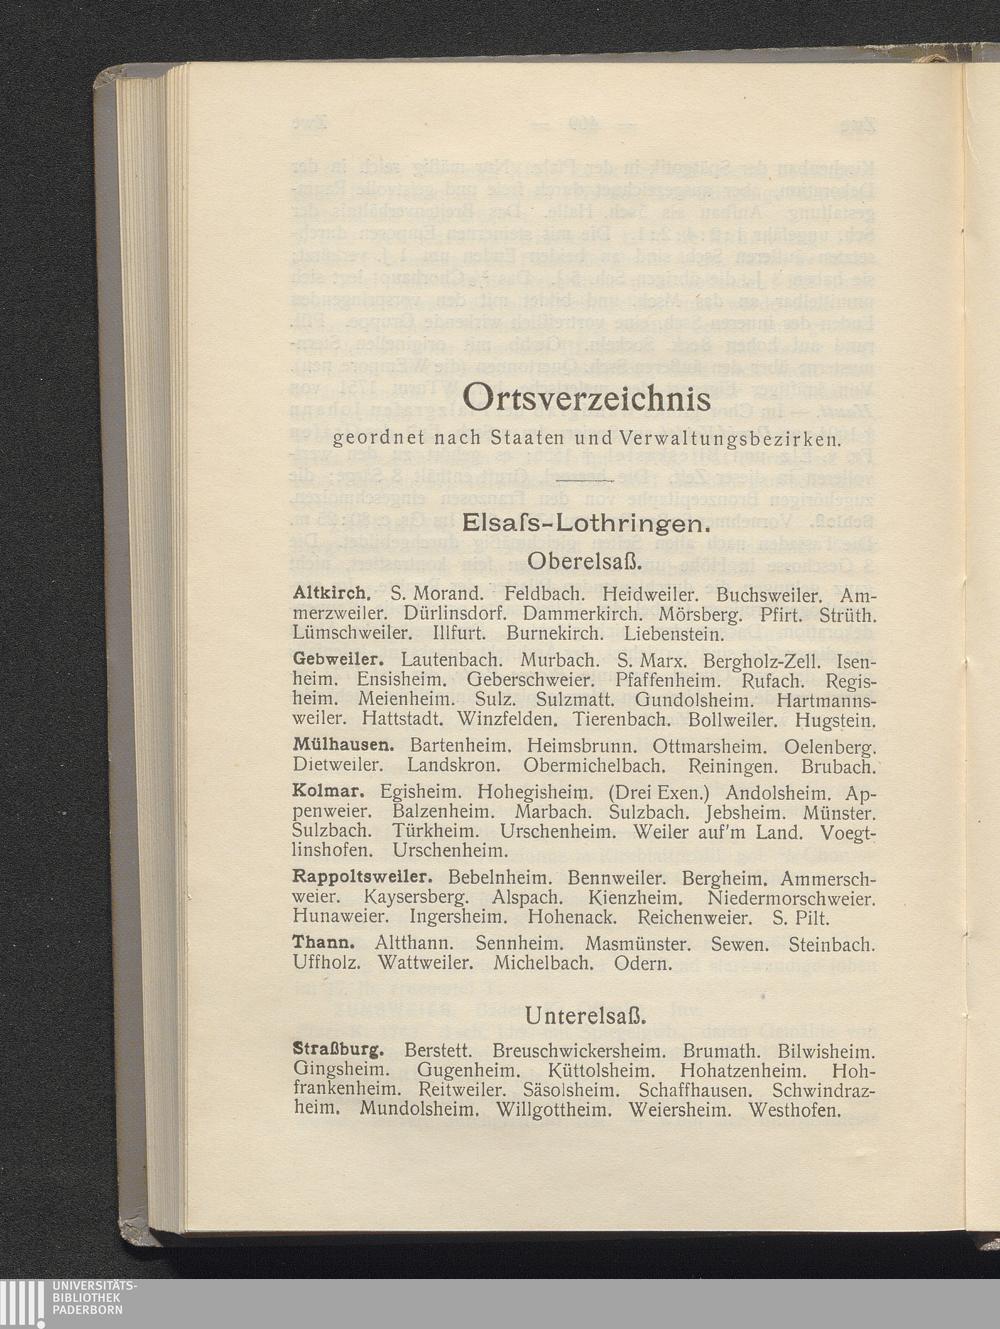 Ortsverzeichnis
geordnet nach Staaten und Verwaltungsbezirken.
Elsaſs-Lothringen.
Oberelsaß.
Altkirch. S. Morand. Feldbach. Heidweiler. Buchsweiler. Am-
merzweiler. Dürlinsdorf. Dammerkirch. Mörsberg. Pfirt. Strüth.
Lümschweiler. Illfurt. Burnekirch. Liebenstein.
Gebweiler. Lautenbach. Murbach. S. Marx. Bergholz-Zell. Isen-
heim. Ensisheim. Geberschweier. Pfaffenheim. Rufach. Regis-
heim. Meienheim. Sulz. Sulzmatt. Gundolsheim. Hartmanns-
weiler. Hattstadt. Winzfelden. Tierenbach. Bollweiler. Hugstein.
Mülhausen. Bartenheim. Heimsbrunn. Ottmarsheim. Oelenberg.
Dietweiler. Landskron. Obermichelbach. Reiningen. Brubach.
Kolmar. Egisheim. Hohegisheim. (Drei Exen.) Andolsheim. Ap-
penweier. Balzenheim. Marbach. Sulzbach. Jebsheim. Münster.
Sulzbach. Türkheim. Urschenheim. Weiler auf'm Land. Voegt-
linshofen. Urschenheim.
Rappoltsweiler. Bebelnheim. Bennweiler. Bergheim. Ammersch-
weier. Kaysersberg. Alspach. Kienzheim. Niedermorschweier.
Hunaweier. Ingersheim. Hohenack. Reichenweier. S. Pilt.
Thann. Altthann. Sennheim. Masmünster. Sewen. Steinbach.
Uffholz. Wattweiler. Michelbach. Odern.
Unterelsaß.
Straßburg. Berstett. Breuschwickersheim. Brumath. Bilwisheim.
Gingsheim. Gugenheim. Küttolsheim. Hohatzenheim. Hoh-
frankenheim. Reitweiler. Säsolsheim. Schaffhausen. Schwindraz-
heim. Mundolsheim. Willgottheim. Weiersheim. Westhofen.
UNIVERSITÄTS-
BIBLIOTHEK
PADERBORN